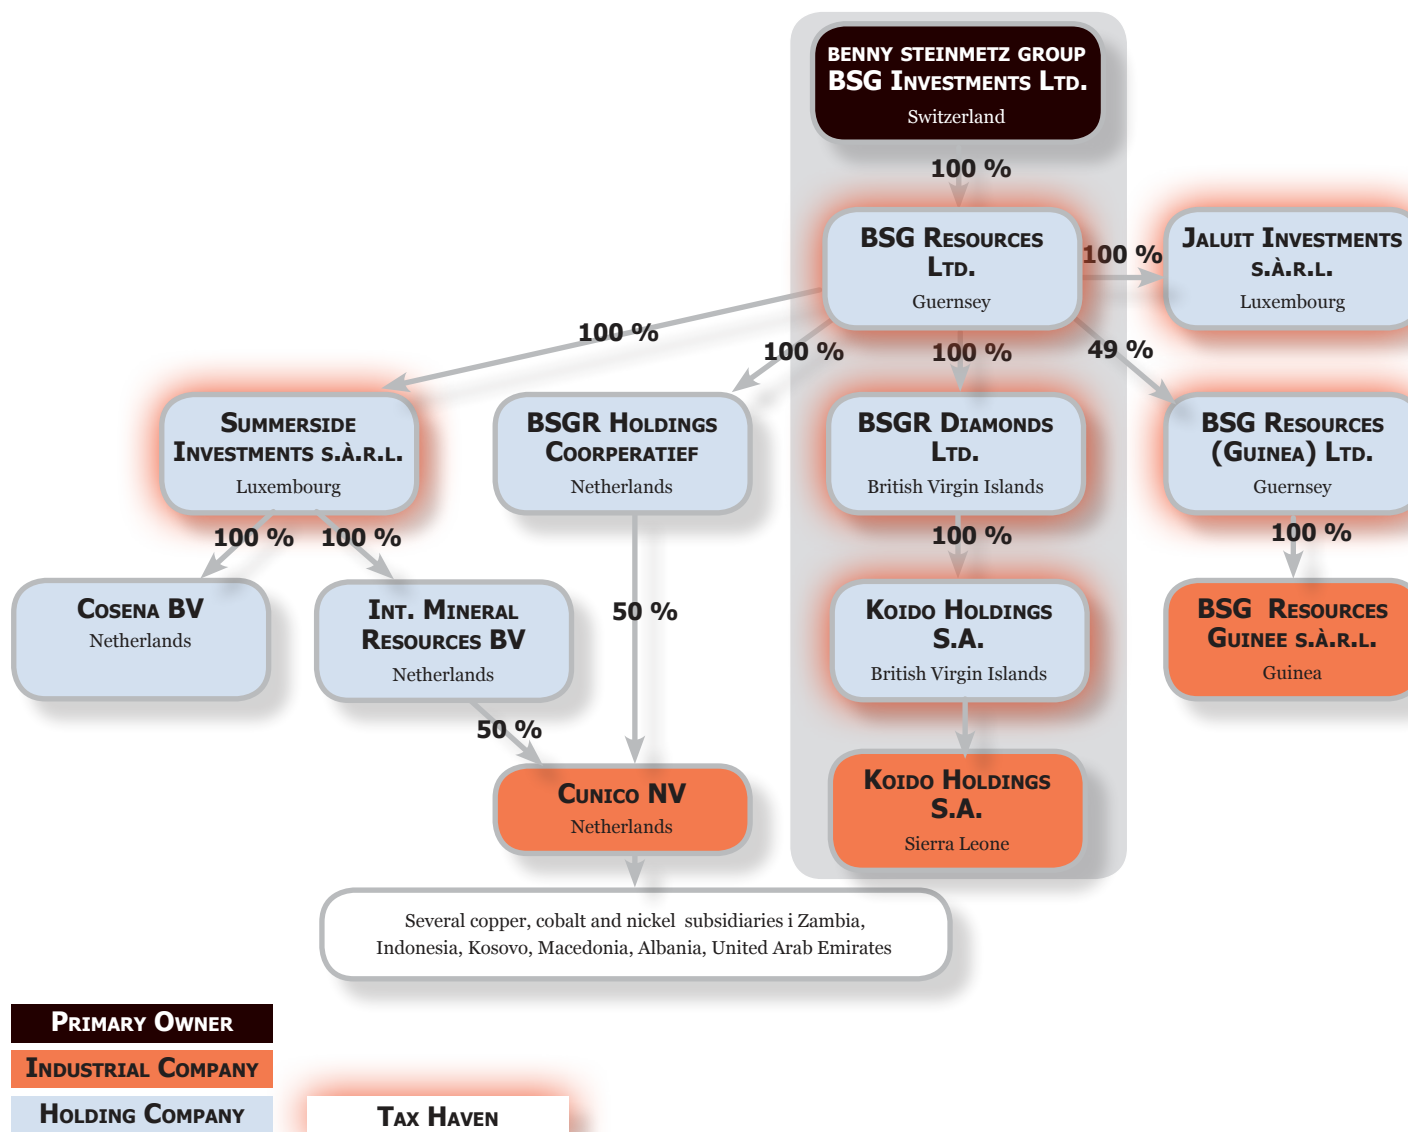 BENNY STEINMETZ GROUP
BSG INVESTMENTS LTD.
Switzerland
100 %
BSG RESOURCES
LTD.
Guernsey
100 %
JALUIT INVESTMENTS
S.À.R.L.
Luxembourg
100 %
100 %
100 %
49 %
SUMMERSIDE
INVESTMENTS S.À.R.L.
Luxembourg
BSGR HOLDINGS
COORPERATIEF
Netherlands
BSGR DIAMONDS
LTD.
British Virgin Islands
BSG RESOURCES
(GUINEA) LTD.
Guernsey
100 %
100 %
100 %
100 %
COSENA BV
Netherlands
INT. MINERAL
RESOURCES BV
Netherlands
50 %
KOIDO HOLDINGS
S.A.
British Virgin Islands
BSG RESOURCES
GUINEE S.À.R.L.
Guinea
50 %
CUNICO NV
Netherlands
KOIDO HOLDINGS
S.A.
Sierra Leone
Several copper, cobalt and nickel subsidiaries i Zambia,
Indonesia, Kosovo, Macedonia, Albania, United Arab Emirates
PRIMARY OWNER
INDUSTRIAL COMPANY
HOLDING COMPANY
TAX HAVEN